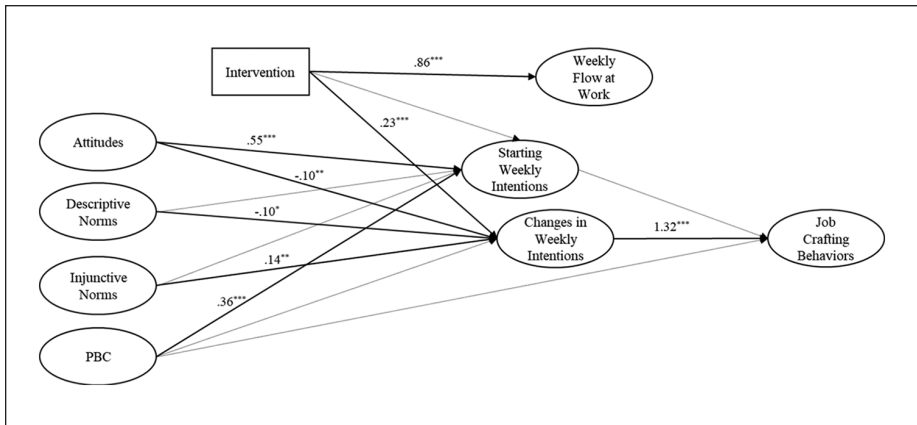 Weekly
Flow at
Work
.86***
Intervention
.23***
Attitudes
.55***
Starting
Weekly
Intentions
-.10**
Descriptive
Norms
-.10*
Changes in
Weekly
Intentions
1.32***
Job
Crafting
Behaviors
.14**
Injunctive
Norms
.36***
PBC